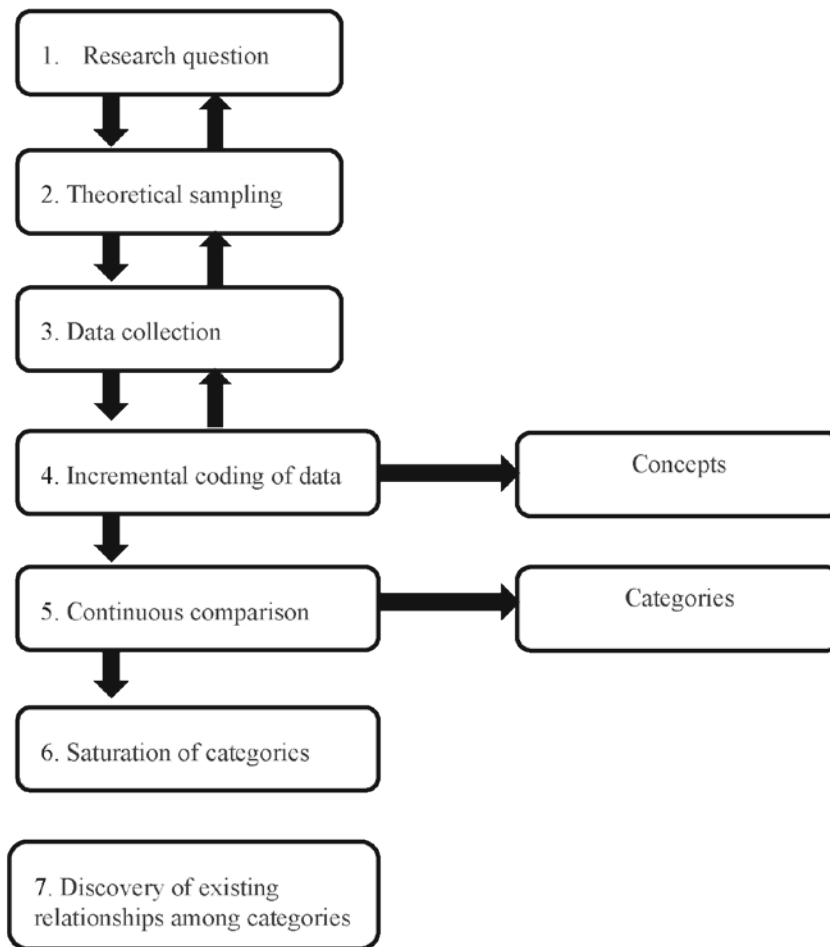 1. Research question
2. Theoretical sampling
3. Data collection
4. Incremental coding of data
Concepts
5. Continuous comparison
Categories
6. Saturation of categories
7. Discovery of existing
relationships among categories